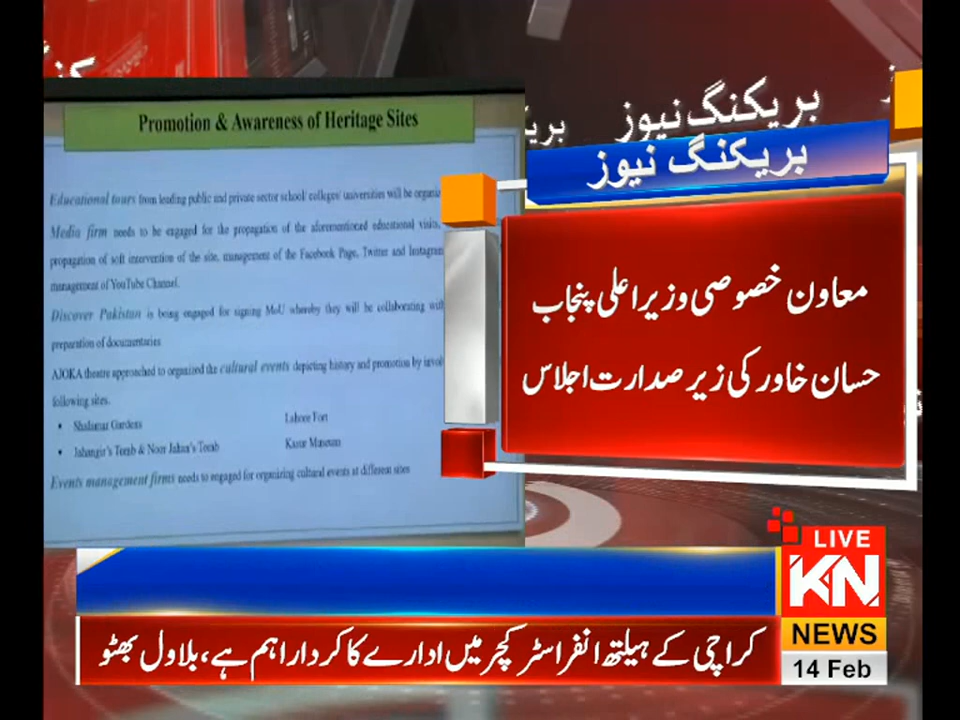 بریکنگ نیوز
بریکنگ نیوز
Promotion & Awareness of Heritage Sites
Educational tours from leading public and private sector school/ colleges/ universities will be organiz
Media firm needs to be engaged for the propagation of the aforementioned educational visits,
propagation of soft intervention of the site, management of the Facebook Page, Twitter and Instagram
management of YouTube Channel.
Discover Pakistan is being engaged for signing MoU whereby they will be collaborating with
preparation of documentaries
AJOKA theatre approached to organized the cultural events depicting history and promotion by invol
following sites.
• Shalamar Gardens Lahore Fort
• Jahangir's Tomb & Noor Jahan's Tomb Kasur Museum
Events management firms needs to engaged for organizing cultural events at different sites
معاون خصوصی وزیراعلی پنجاب
حسان خاور کی زیر صدارت اجلاس
LIVE
KN
NEWS
14 Feb
کراچی کے ہیلتھ انفراسٹرکچر میں ادارے کا کردار اہم ہے، بلاول بھٹو